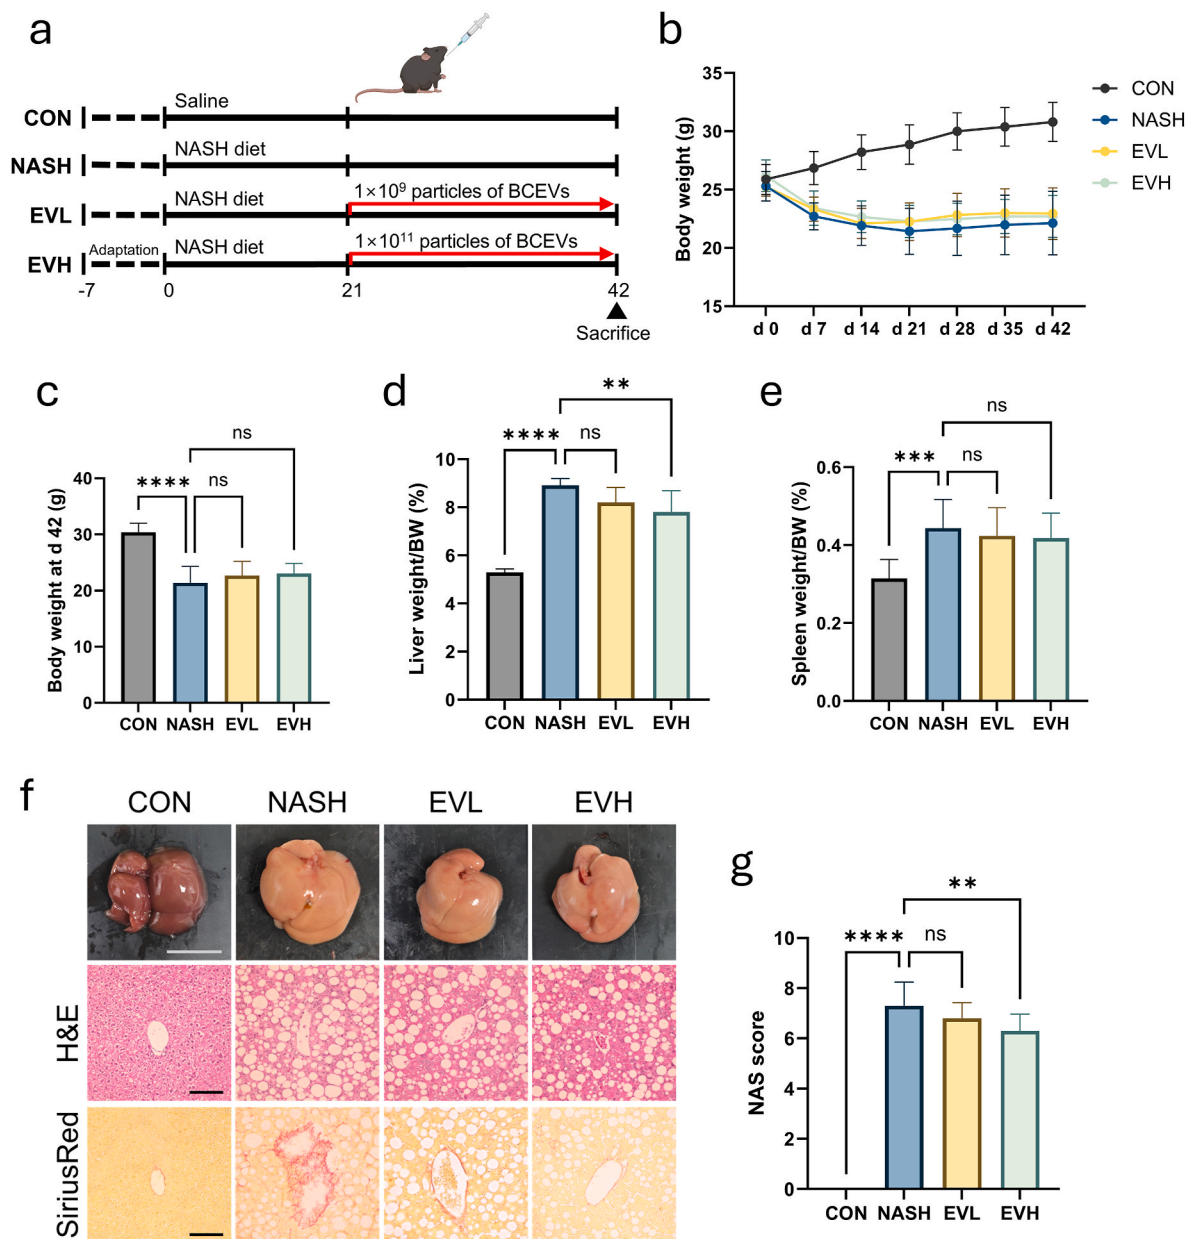 a
CON
Saline
NASH
NASH diet
EVL
NASH diet
1×10⁹ particles of BCEVs
EVH
Adaptation
NASH diet
1×10¹¹ particles of BCEVs
-7 0 21 42
Sacrifice
b
Body weight (g)
35
30
25
20
15
d 0 d 7 d 14 d 21 d 28 d 35 d 42
CON
NASH
EVL
EVH
c
Body weight at d 42 (g)
40
30
20
10
0
ns
**** ns
CON NASH EVL EVH
d
Liver weight/BW (%)
10
8
6
4
2
0
**
**** ns
CON NASH EVL EVH
e
Spleen weight/BW (%)
0.6
0.4
0.2
0.0
ns
*** ns
CON NASH EVL EVH
f
CON NASH EVL EVH
H&E
SiriusRed
g
NAS score
10
8
6
4
2
0
**
**** ns
CON NASH EVL EVH